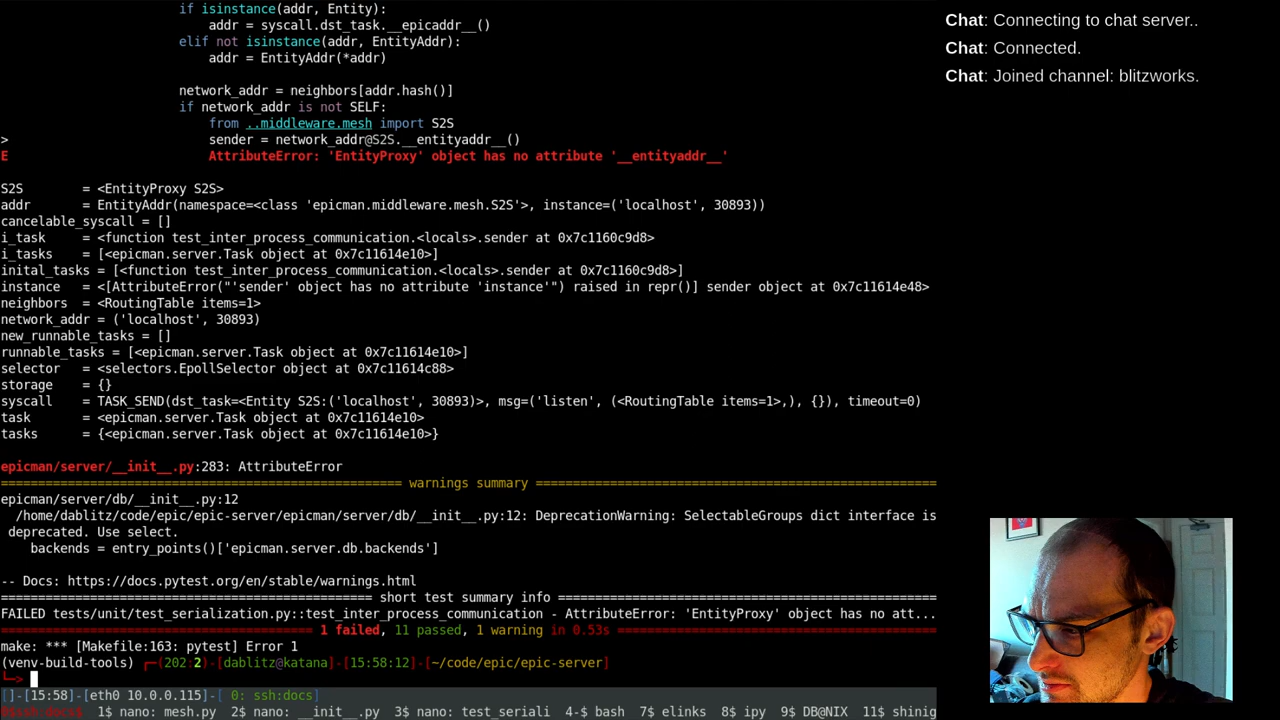 if isinstance(addr, Entity):
addr = syscall.dst_task.__epicaddr__()
elif not isinstance(addr, EntityAddr):
addr = EntityAddr(*addr)
network_addr = neighbors[addr.hash()]
if network_addr is not SELF:
from ..middleware.mesh import S2S
> sender = network_addr@S2S.__entityaddr__()
E AttributeError: 'EntityProxy' object has no attribute '__entityaddr__'
S2S = <EntityProxy S2S>
addr = EntityAddr(namespace=<class 'epicman.middleware.mesh.S2S'>, instance=('localhost', 30893))
cancelable_syscall = []
i_task = <function test_inter_process_communication.<locals>.sender at 0x7c1160c9d8>
i_tasks = [<epicman.server.Task object at 0x7c11614e10>]
inital_tasks = [<function test_inter_process_communication.<locals>.sender at 0x7c1160c9d8>]
instance = <[AttributeError("'sender' object has no attribute 'instance'") raised in repr()] sender object at 0x7c11614e48>
neighbors = <RoutingTable items=1>
network_addr = ('localhost', 30893)
new_runnable_tasks = []
runnable_tasks = [<epicman.server.Task object at 0x7c11614e10>]
selector = <selectors.EpollSelector object at 0x7c11614c88>
storage = {}
syscall = TASK_SEND(dst_task=<Entity S2S:('localhost', 30893)>, msg=('listen', (<RoutingTable items=1>,), {}), timeout=0)
task = <epicman.server.Task object at 0x7c11614e10>
tasks = {<epicman.server.Task object at 0x7c11614e10>}
epicman/server/__init__.py:283: AttributeError
===================================================== warnings summary =====================================================
epicman/server/db/__init__.py:12
/home/dablitz/code/epic/epic-server/epicman/server/db/__init__.py:12: DeprecationWarning: SelectableGroups dict interface is
deprecated. Use select.
backends = entry_points()['epicman.server.db.backends']
-- Docs: https://docs.pytest.org/en/stable/warnings.html
================================================= short test summary info ==================================================
FAILED tests/unit/test_serialization.py::test_inter_process_communication - AttributeError: 'EntityProxy' object has no att...
========================================== 1 failed, 11 passed, 1 warning in 0.53s ==========================================
make: *** [Makefile:163: pytest] Error 1
(venv-build-tools) ┌─(202:2)-[dablitz@katana]-[15:58:12]-[~/code/epic/epic-server]
└─>
[]-[15:58]-[eth0 10.0.0.115]-[ 0: ssh:docs]
0$ssh:docs 1$ nano: mesh.py 2$ nano: __init__.py 3$ nano: test_seriali 4-$ bash 7$ elinks 8$ ipy 9$ DB@NIX 11$ shinig
Chat: Connecting to chat server..
Chat: Connected.
Chat: Joined channel: blitzworks.